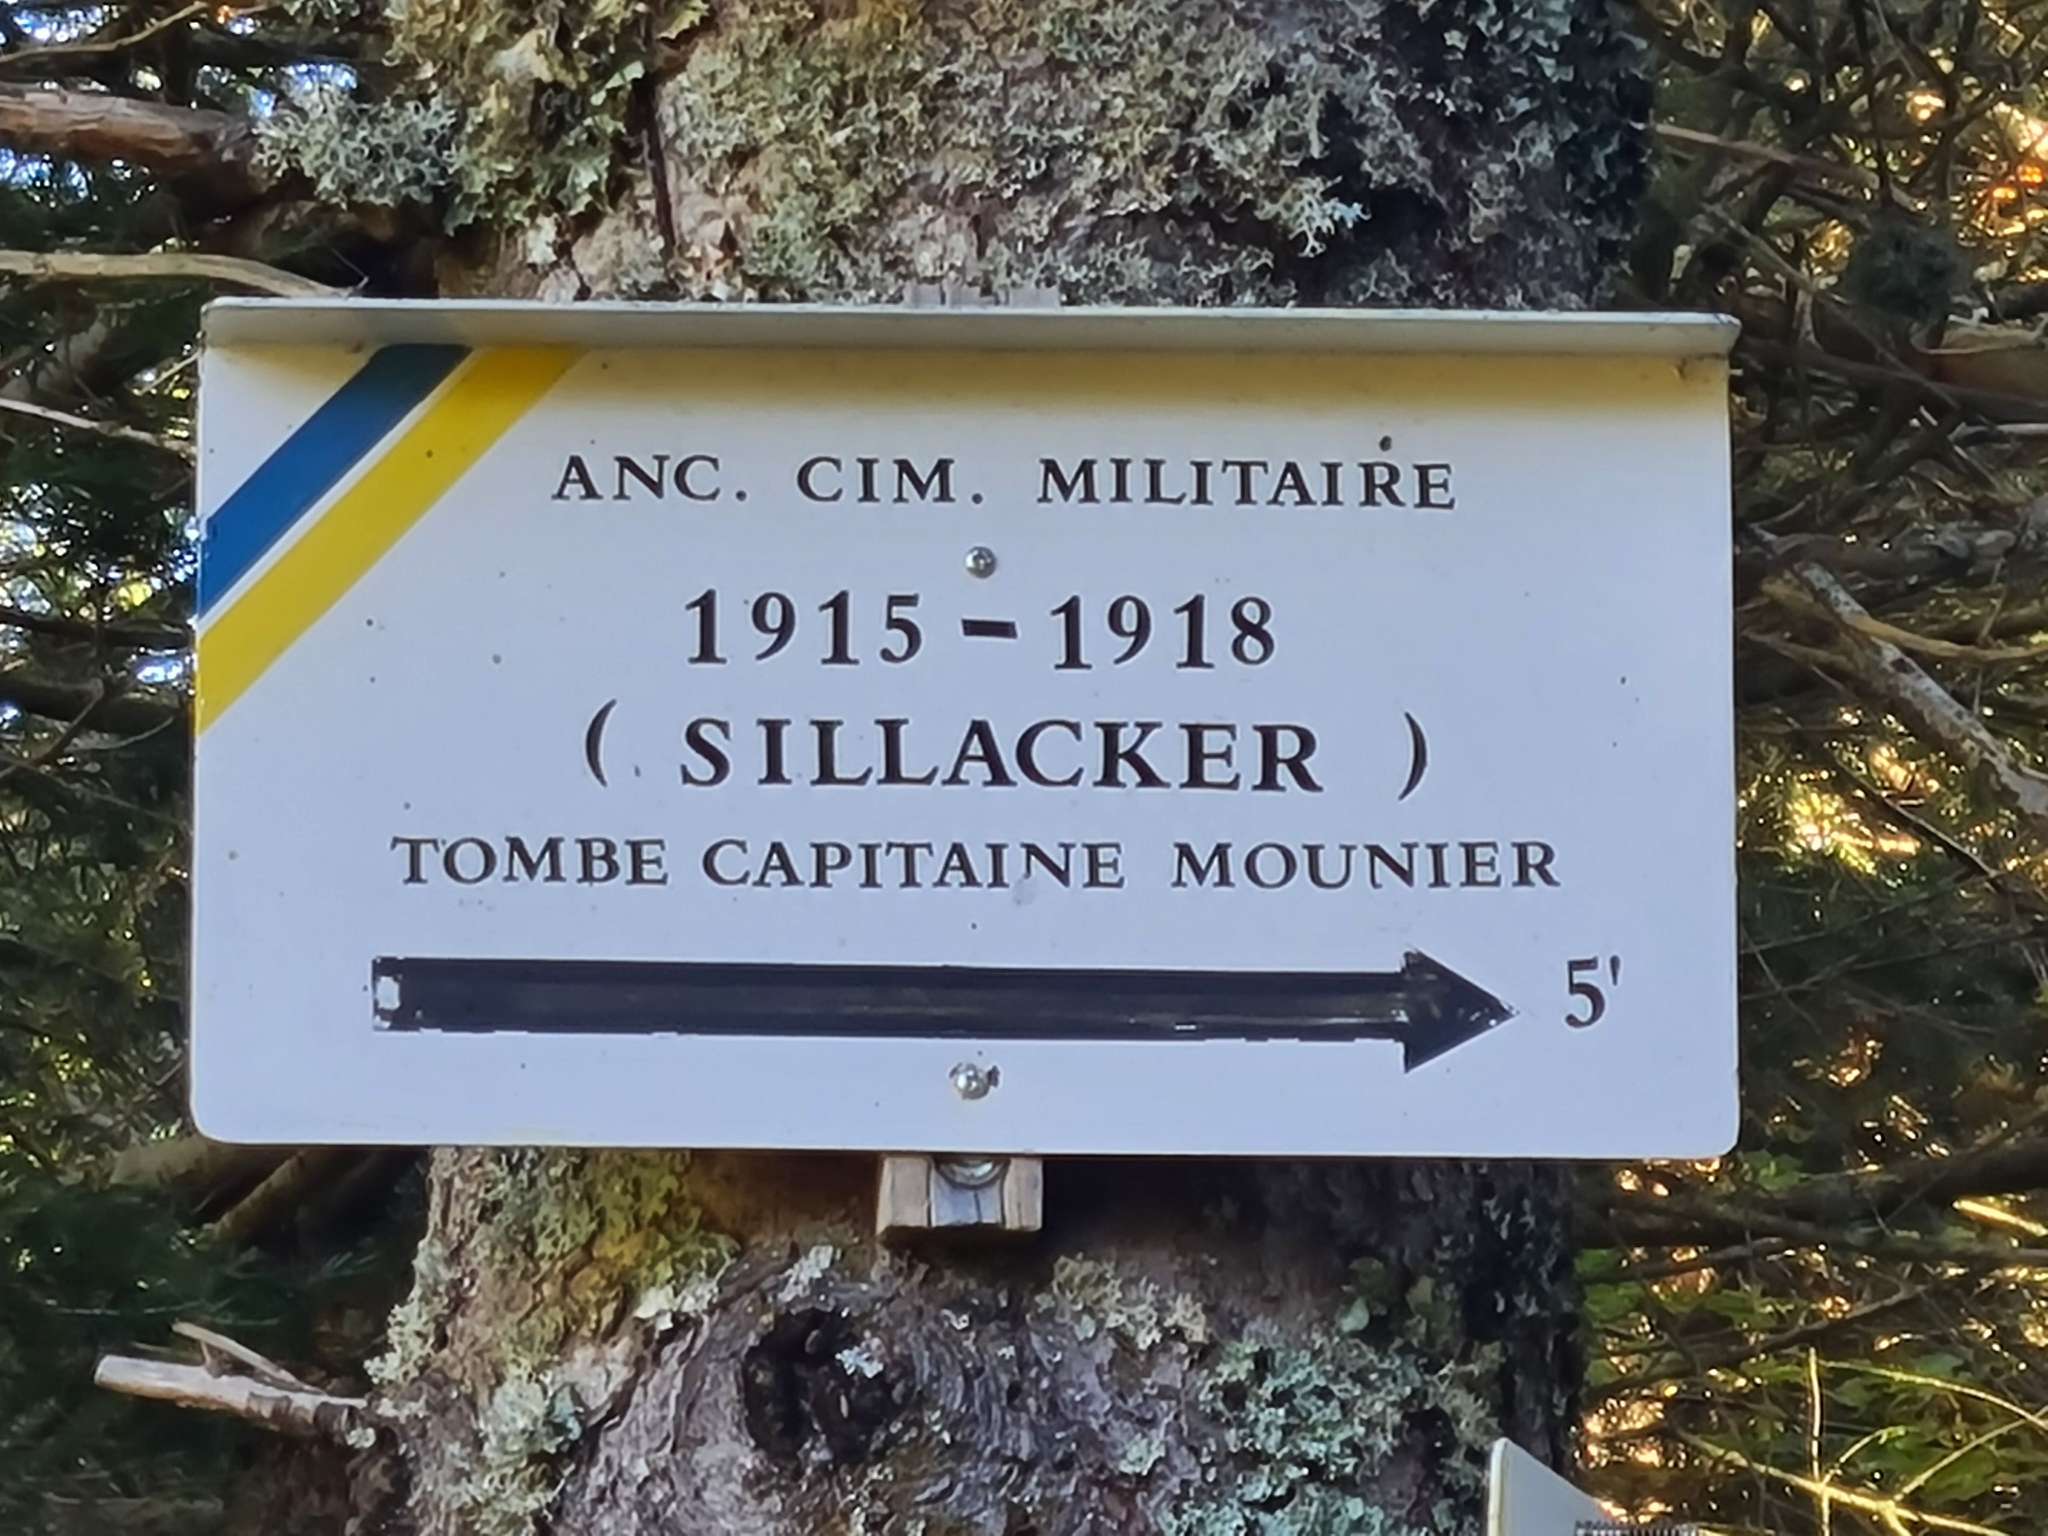 ANC. CIM. MILITAIRE
1915 - 1918
( SILLACKER )
TOMBE CAPITAINE MOUNIER
5'